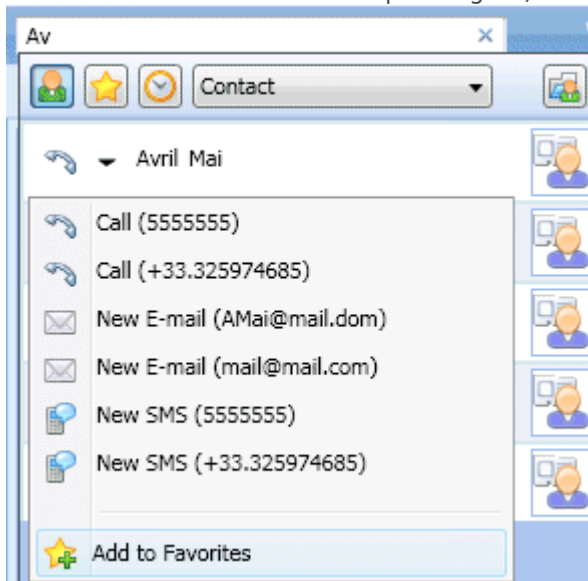 Av
Contact
Avril Mai
Call (5555555)
Call (+33.325974685)
New E-mail (AMai@mail.dom)
New E-mail (mail@mail.com)
New SMS (5555555)
New SMS (+33.325974685)
Add to Favorites